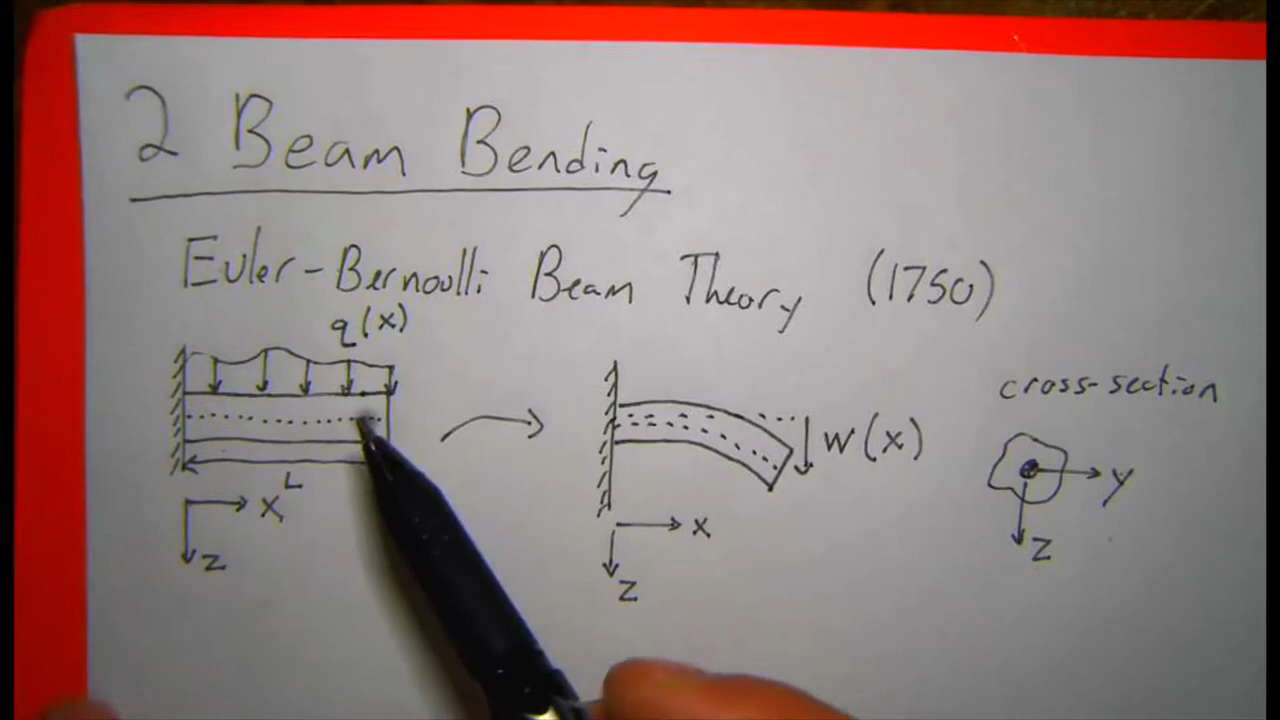 2 Beam Bending
Euler-Bernoulli Beam Theory (1750)
q(x)
cross-section
w(x)
L
x
x
y
z
z
z